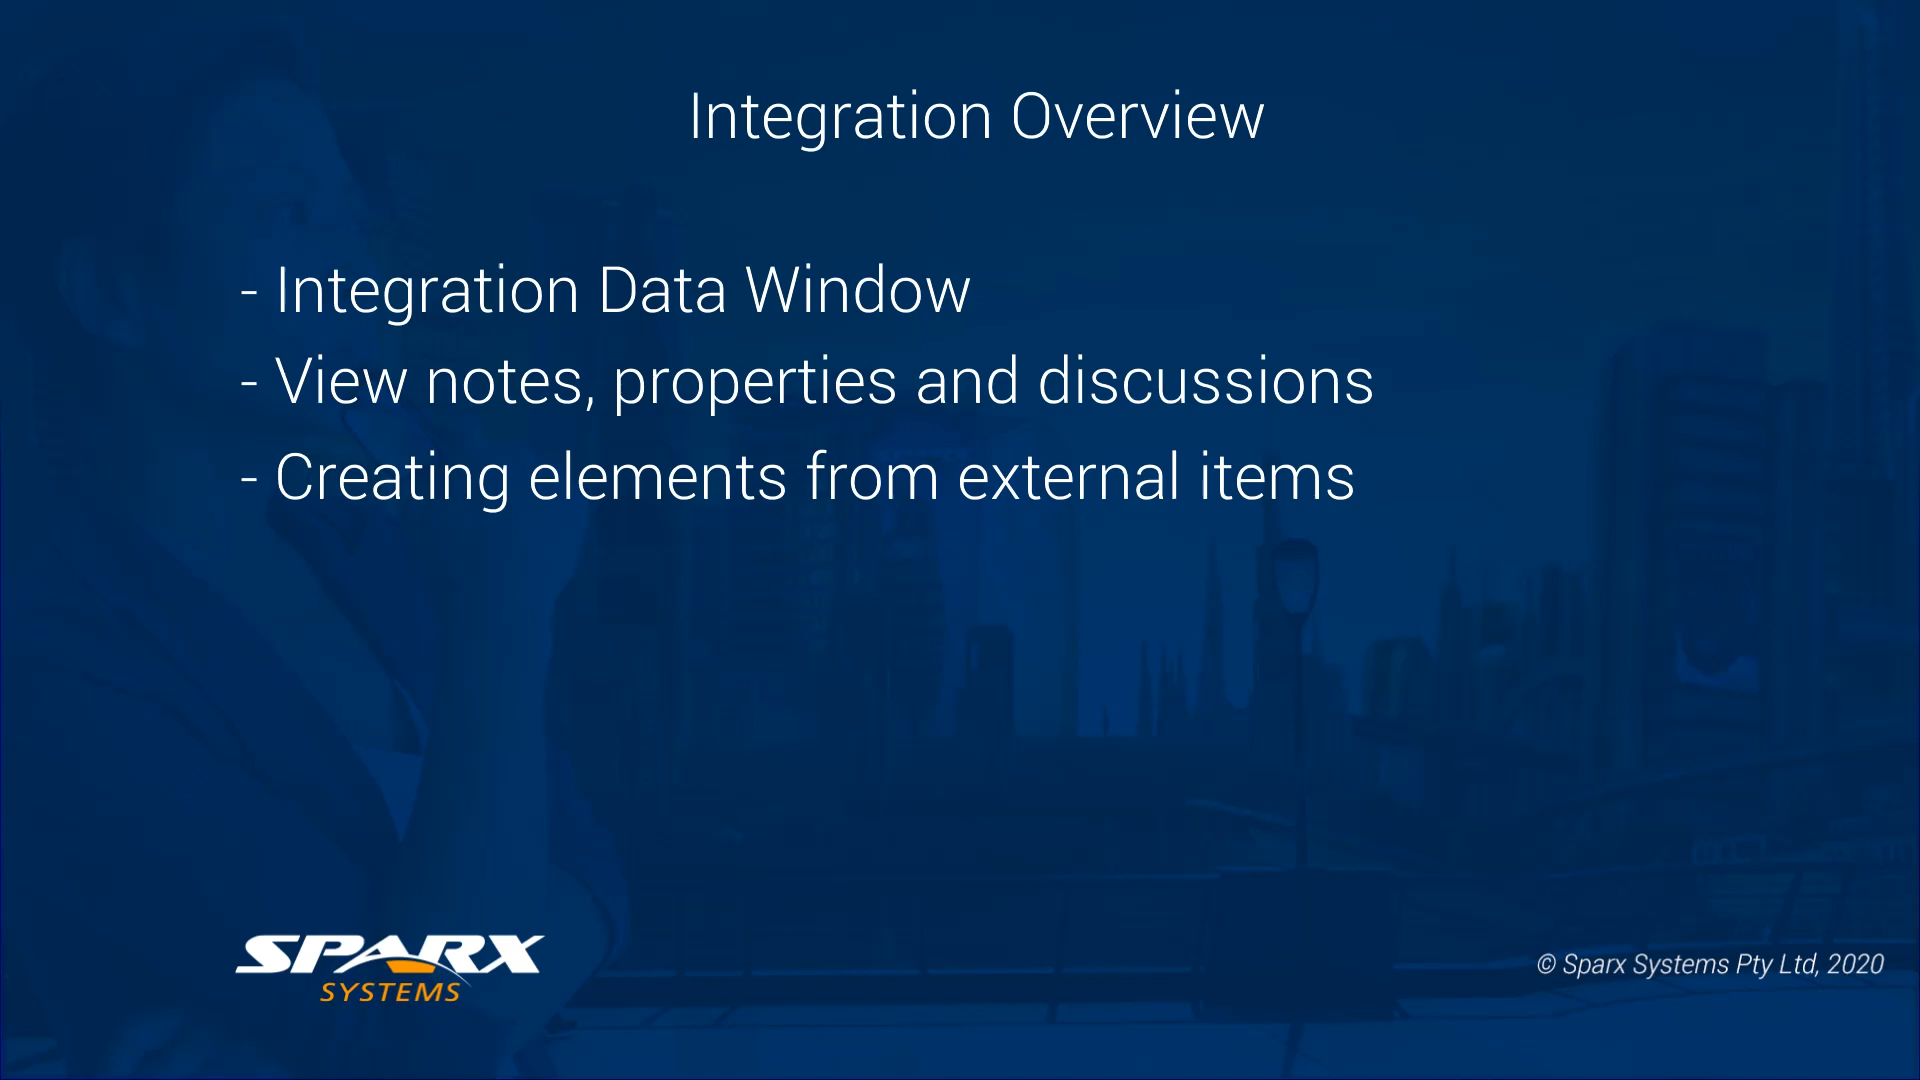 Integration Overview
- Integration Data Window
- View notes, properties and discussions
- Creating elements from external items
SPARX
SYSTEMS
© Sparx Systems Pty Ltd, 2020